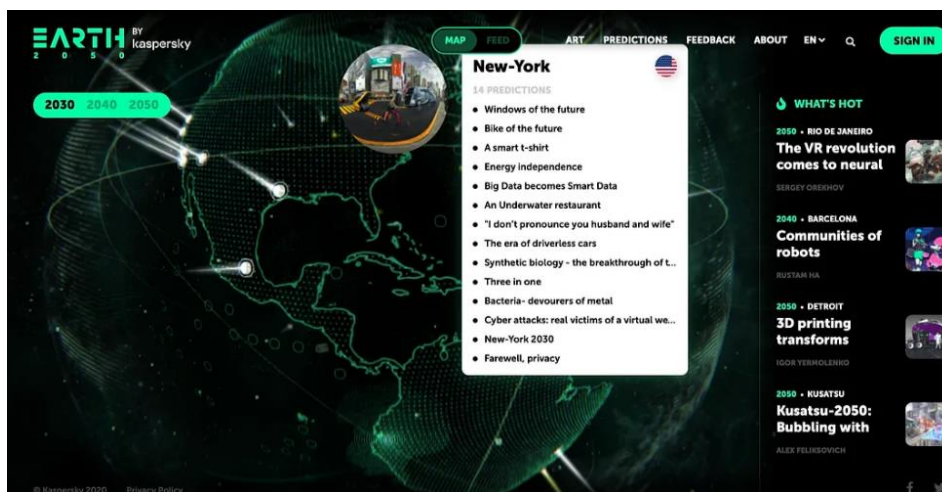 EARTH BY kaspersky
2 0 5 0
MAP FEED
ART PREDICTIONS FEEDBACK ABOUT EN SIGN IN
2030 2040 2050
New-York
14 PREDICTIONS
• Windows of the future
• Bike of the future
• A smart t-shirt
• Energy independence
• Big Data becomes Smart Data
• An Underwater restaurant
• "I don't pronounce you husband and wife"
• The era of driverless cars
• Synthetic biology - the breakthrough of t...
• Three in one
• Bacteria- devourers of metal
• Cyber attacks: real victims of a virtual we...
• New-York 2030
• Farewell, privacy
WHAT'S HOT
2050 • RIO DE JANEIRO
The VR revolution
comes to neural
SERGEY OREKHOV
2040 • BARCELONA
Communities of
robots
RUSTAM HA
2050 • DETROIT
3D printing
transforms
IGOR YERMOLENKO
2050 • KUSATSU
Kusatsu-2050:
Bubbling with
ALEX FELIKSOVICH
© Kaspersky 2020 Privacy Policy